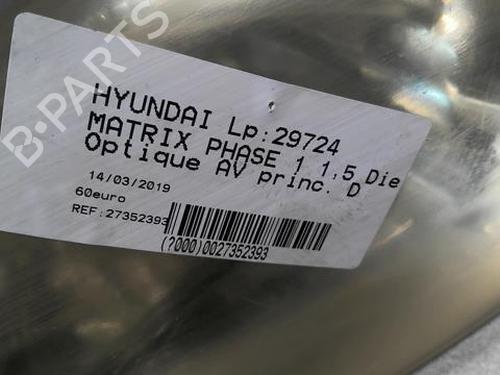 B-PARTS
HYUNDAI Lp:29724
MATRIX PHASE 1 1,5 Die
Optique AV princ. D
14/03/2019
60euro
REF:27352393
(?000)0027352393